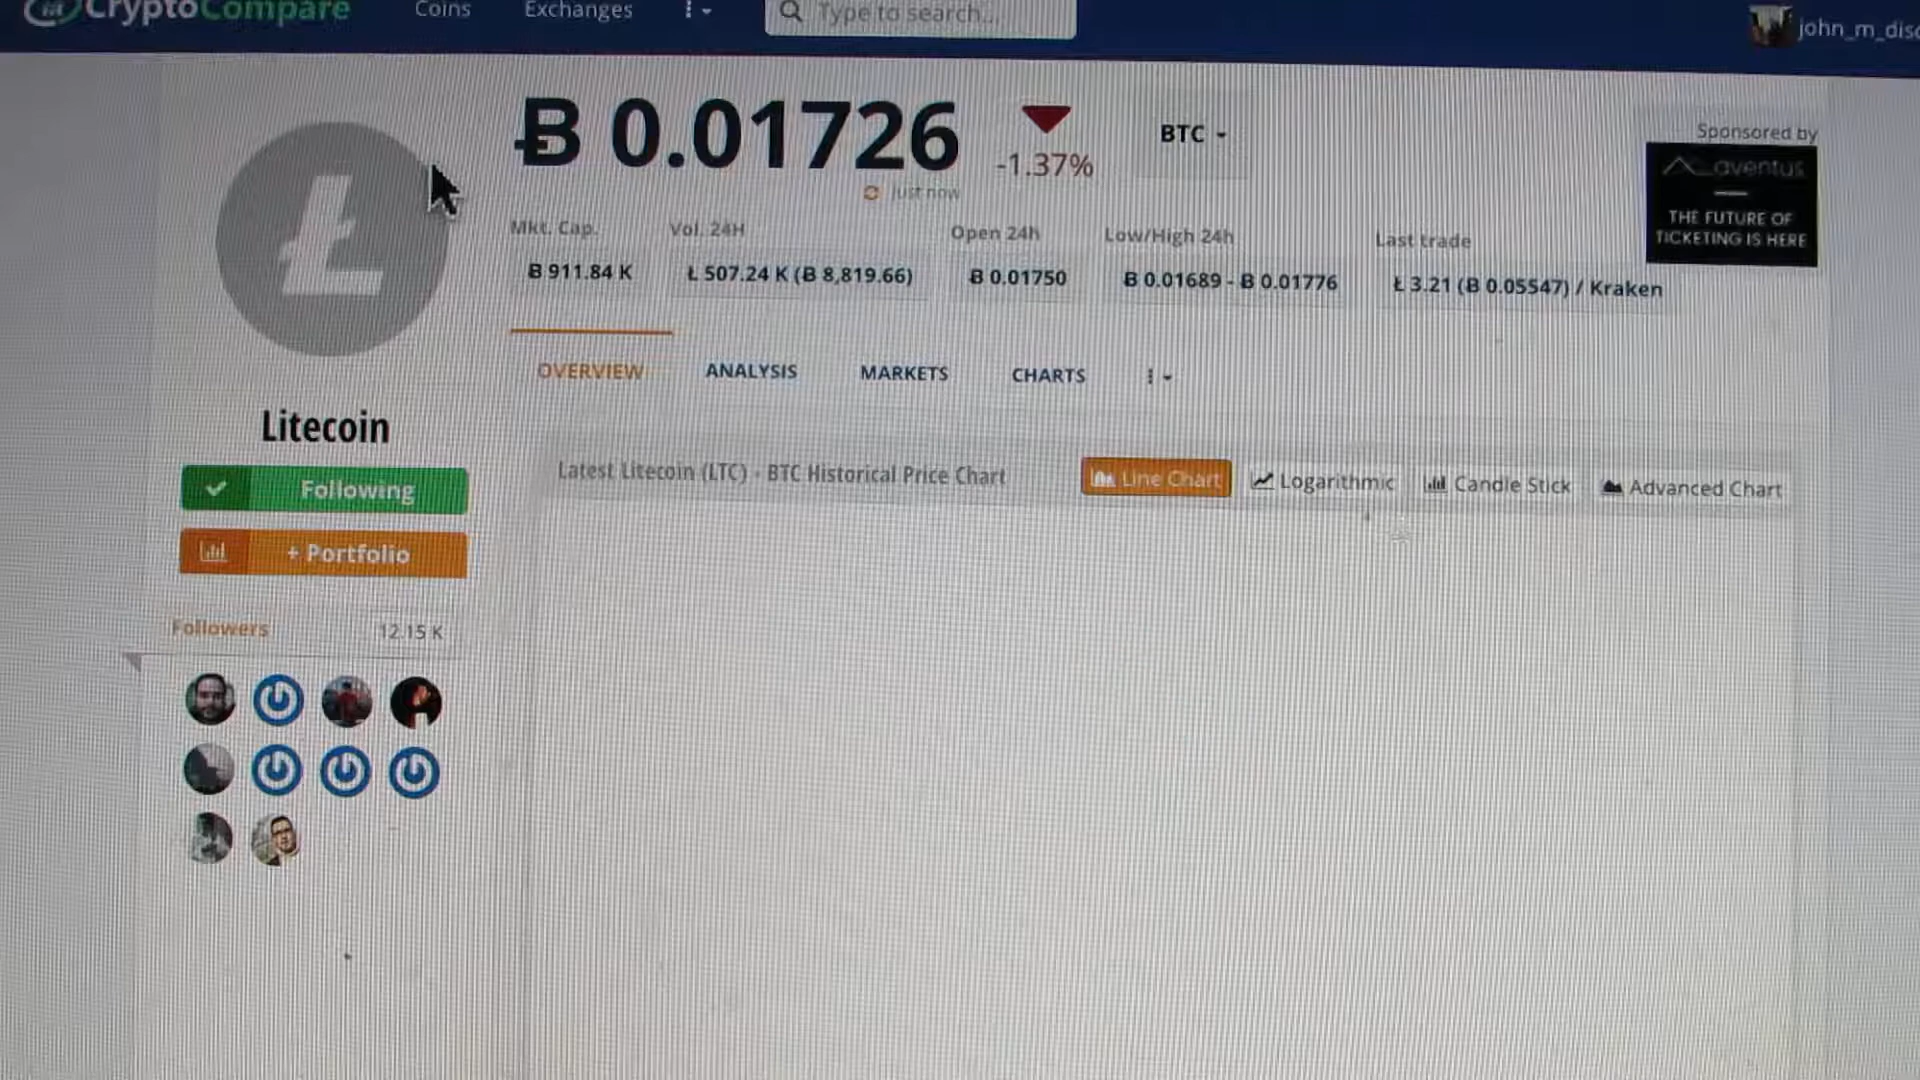 CryptoCompare
Coins
Exchanges
Type to search...
john_m_disc
Ƀ 0.01726
-1.37%
BTC
Just now
Sponsored by
aventus
THE FUTURE OF
TICKETING IS HERE
Mkt. Cap.
Vol. 24H
Open 24h
Low/High 24h
Last trade
Ƀ 911.84 K
Ł 507.24 K (Ƀ 8,819.66)
Ƀ 0.01750
Ƀ 0.01689 - Ƀ 0.01776
Ł 3.21 (Ƀ 0.05547) / Kraken
OVERVIEW
ANALYSIS
MARKETS
CHARTS
Litecoin
Following
+ Portfolio
Followers
12.15 K
Latest Litecoin (LTC) - BTC Historical Price Chart
Line Chart
Logarithmic
Candle Stick
Advanced Chart